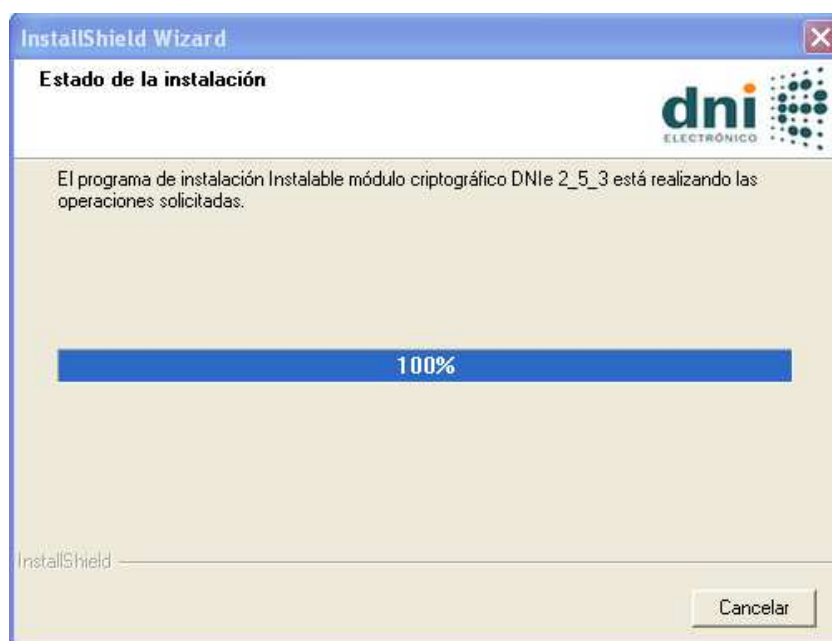 InstallShield Wizard
Estado de la instalación
dni
ELECTRÓNICO
El programa de instalación Instalable módulo criptográfico DNIe 2_5_3 está realizando las
operaciones solicitadas.
100%
InstallShield
Cancelar